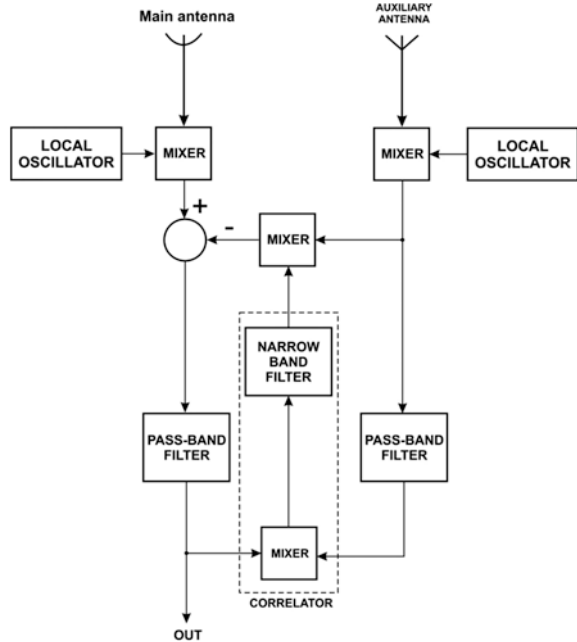 Main antenna
AUXILIARY
ANTENNA
LOCAL
OSCILLATOR
MIXER
MIXER
LOCAL
OSCILLATOR
+
-
MIXER
NARROW
BAND
FILTER
PASS-BAND
FILTER
PASS-BAND
FILTER
MIXER
CORRELATOR
OUT